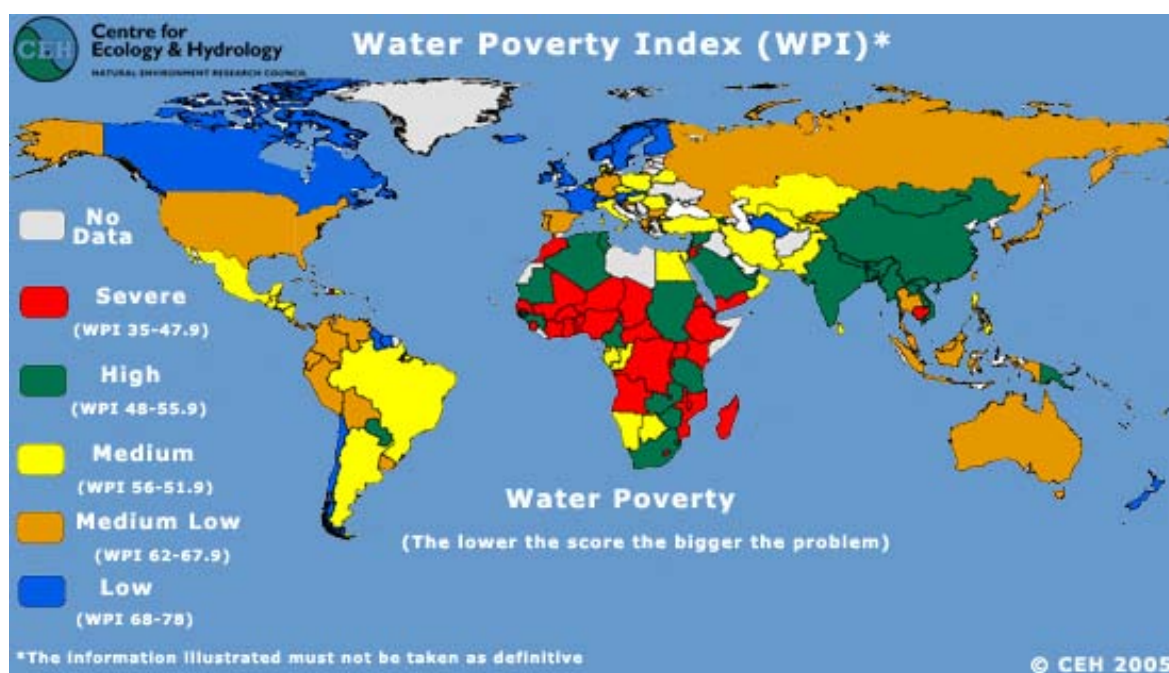 CEH
Centre for
Ecology & Hydrology
NATURAL ENVIRONMENT RESEARCH COUNCIL
Water Poverty Index (WPI)*
No
Data
Severe
(WPI 35-47.9)
High
(WPI 48-55.9)
Medium
(WPI 56-51.9)
Medium Low
(WPI 62-67.9)
Low
(WPI 68-78)
Water Poverty
(The lower the score the bigger the problem)
*The information illustrated must not be taken as definitive
© CEH 2005